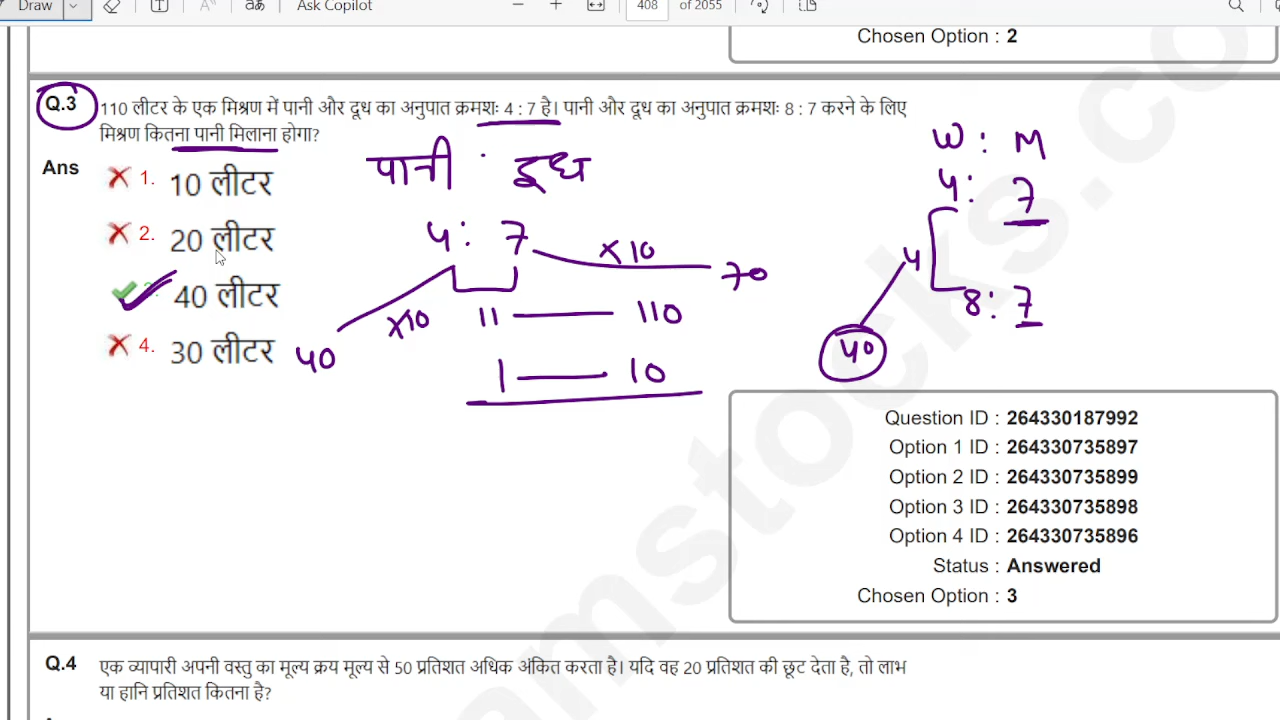 Draw
Ask Copilot
408 of 2055
Chosen Option : 2
Q.3 110 लीटर के एक मिश्रण में पानी और दूध का अनुपात क्रमशः 4 : 7 है। पानी और दूध का अनुपात क्रमशः 8 : 7 करने के लिए
मिश्रण कितना पानी मिलाना होगा?
Ans
1. 10 लीटर
2. 20 लीटर
40 लीटर
4. 30 लीटर
पानी : दूध
4 : 7
×10
70
×10
11 110
40
1 10
W : M
4 : 7
4
8 : 7
40
Question ID : 264330187992
Option 1 ID : 264330735897
Option 2 ID : 264330735899
Option 3 ID : 264330735898
Option 4 ID : 264330735896
Status : Answered
Chosen Option : 3
Q.4 एक व्यापारी अपनी वस्तु का मूल्य क्रय मूल्य से 50 प्रतिशत अधिक अंकित करता है। यदि वह 20 प्रतिशत की छूट देता है, तो लाभ
या हानि प्रतिशत कितना है?